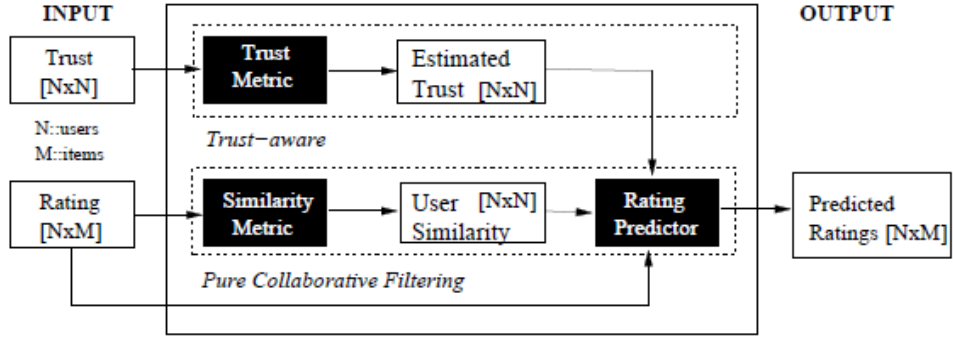 INPUT
OUTPUT
Trust
[NxN]
Trust
Metric
Estimated
Trust [NxN]
N::users
M::items
Trust−aware
Rating
[NxM]
Similarity
Metric
User [NxN]
Similarity
Rating
Predictor
Predicted
Ratings [NxM]
Pure Collaborative Filtering